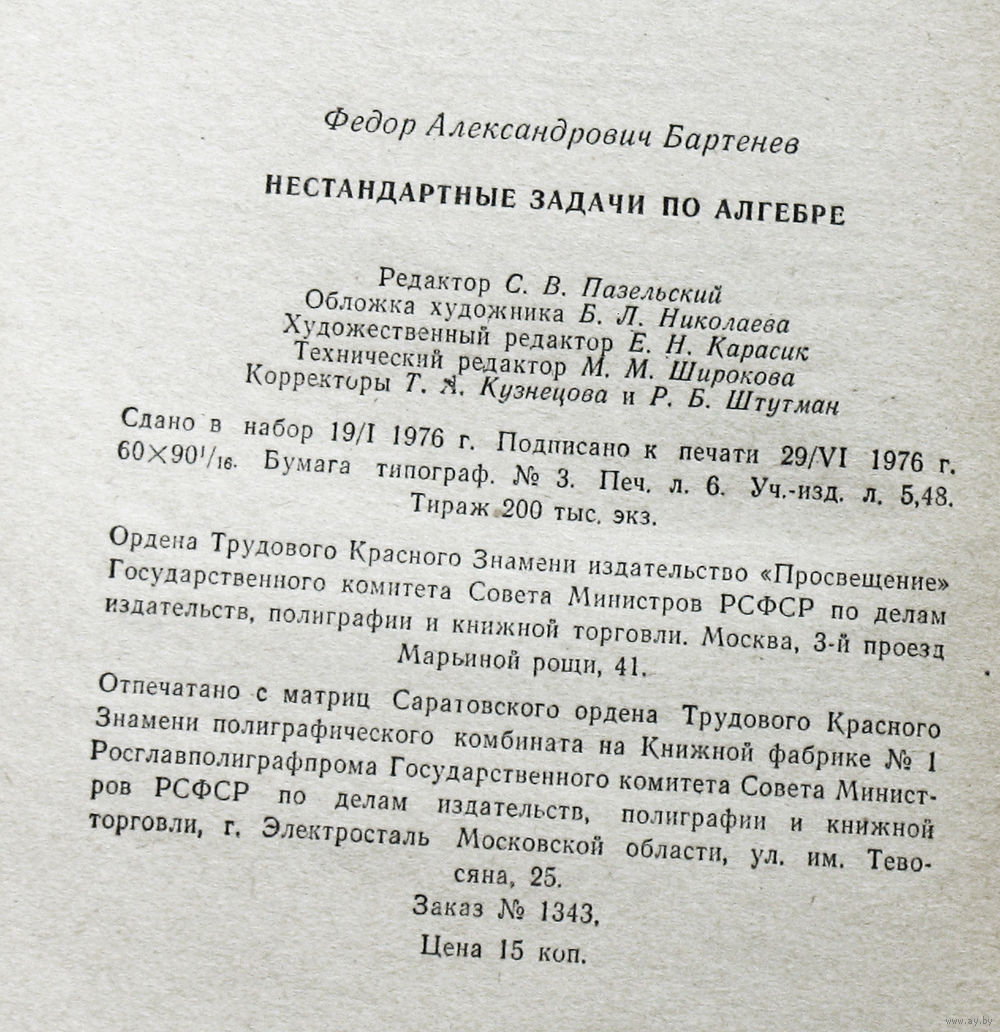 Федор Александрович Бартенев
НЕСТАНДАРТНЫЕ ЗАДАЧИ ПО АЛГЕБРЕ
Редактор С. В. Пазельский
Обложка художника Б. Л. Николаева
Художественный редактор Е. Н. Карасик
Технический редактор М. М. Широкова
Корректоры Т. А. Кузнецова и Р. Б. Штутман
Сдано в набор 19/I 1976 г. Подписано к печати 29/VI 1976 г.
60×90¹/₁₆. Бумага типограф. № 3. Печ. л. 6. Уч.-изд. л. 5,48.
Тираж 200 тыс. экз.
Ордена Трудового Красного Знамени издательство «Просвещение»
Государственного комитета Совета Министров РСФСР по делам
издательств, полиграфии и книжной торговли. Москва, 3-й проезд
Марьиной рощи, 41.
Отпечатано с матриц Саратовского ордена Трудового Красного
Знамени полиграфического комбината на Книжной фабрике № 1
Росглавполиграфпрома Государственного комитета Совета Минист-
ров РСФСР по делам издательств, полиграфии и книжной
торговли, г. Электросталь Московской области, ул. им. Тево-
сяна, 25.
Заказ № 1343.
Цена 15 коп.
www.ay.by